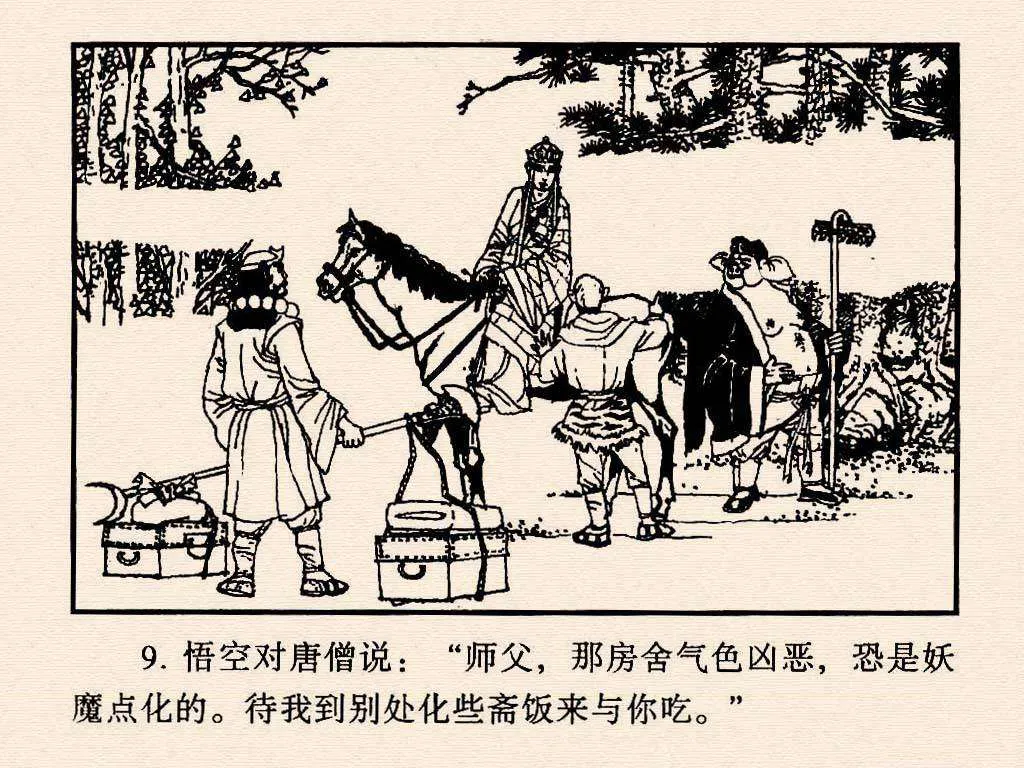 9. 悟空对唐僧说：“师父，那房舍气色凶恶，恐是妖
魔点化的。待我到别处化些斋饭来与你吃。”